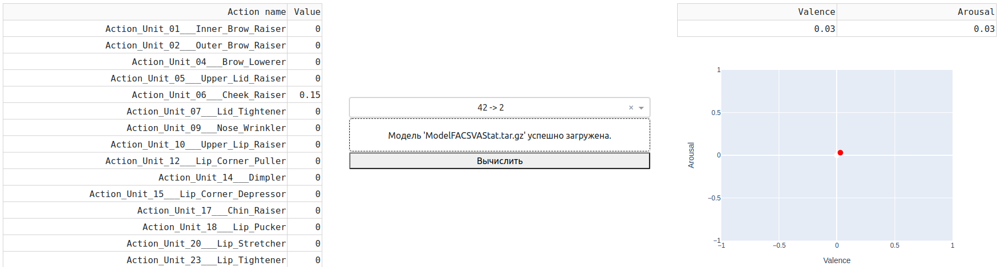 Action name Value
Action_Unit_01___Inner_Brow_Raiser 0
Action_Unit_02___Outer_Brow_Raiser 0
Action_Unit_04___Brow_Lowerer 0
Action_Unit_05___Upper_Lid_Raiser 0
Action_Unit_06___Cheek_Raiser 0.15
Action_Unit_07___Lid_Tightener 0
Action_Unit_09___Nose_Wrinkler 0
Action_Unit_10___Upper_Lip_Raiser 0
Action_Unit_12___Lip_Corner_Puller 0
Action_Unit_14___Dimpler 0
Action_Unit_15___Lip_Corner_Depressor 0
Action_Unit_17___Chin_Raiser 0
Action_Unit_18___Lip_Pucker 0
Action_Unit_20___Lip_Stretcher 0
Action_Unit_23___Lip_Tightener 0
42 -> 2 ×
Модель 'ModelFACSVAStat.tar.gz' успешно загружена.
Вычислить
Valence Arousal
0.03 0.03
1
0.5
0
−0.5
−1
Arousal
−1 −0.5 0 0.5 1
Valence